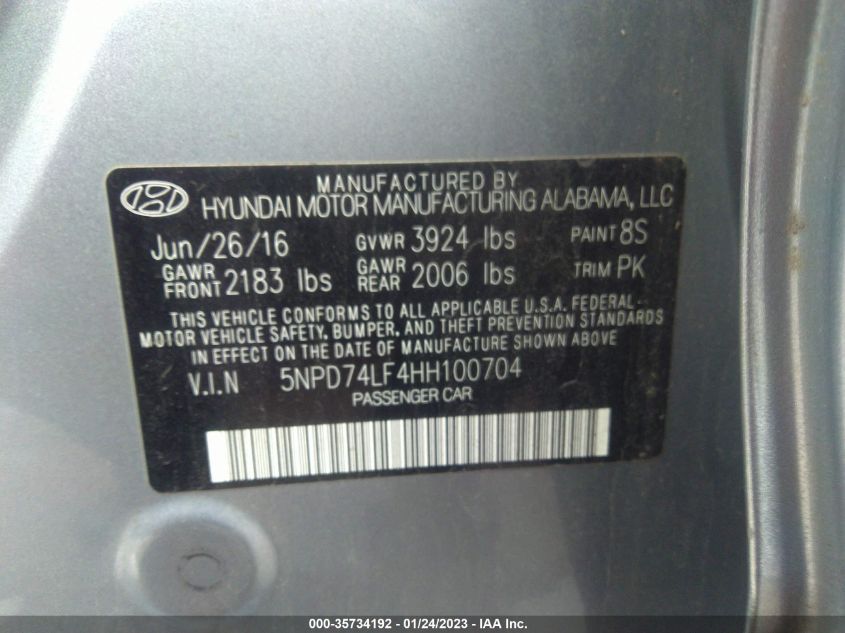 MANUFACTURED BY
HYUNDAI MOTOR MANUFACTURING ALABAMA, LLC
Jun/26/16 GVWR 3924 lbs PAINT 8S
GAWR FRONT 2183 lbs GAWR REAR 2006 lbs TRIM PK
THIS VEHICLE CONFORMS TO ALL APPLICABLE U.S.A. FEDERAL
MOTOR VEHICLE SAFETY, BUMPER, AND THEFT PREVENTION STANDARDS
IN EFFECT ON THE DATE OF MANUFACTURE SHOWN ABOVE
V.I.N 5NPD74LF4HH100704
PASSENGER CAR
000-35734192 - 01/24/2023 - IAA Inc.